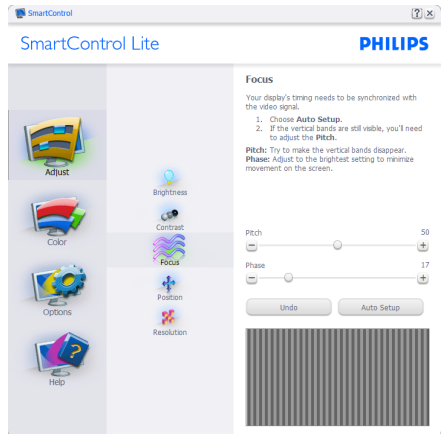 SmartControl
SmartControl Lite
PHILIPS
Adjust
Color
Options
Help
Brightness
Contrast
Focus
Position
Resolution
Focus
Your display's timing needs to be synchronized with
the video signal.
1. Choose Auto Setup.
2. If the vertical bands are still visible, you'll need
to adjust the Pitch.
Pitch: Try to make the vertical bands disappear.
Phase: Adjust to the brightest setting to minimize
movement on the screen.
Pitch 50
Phase 17
Undo Auto Setup